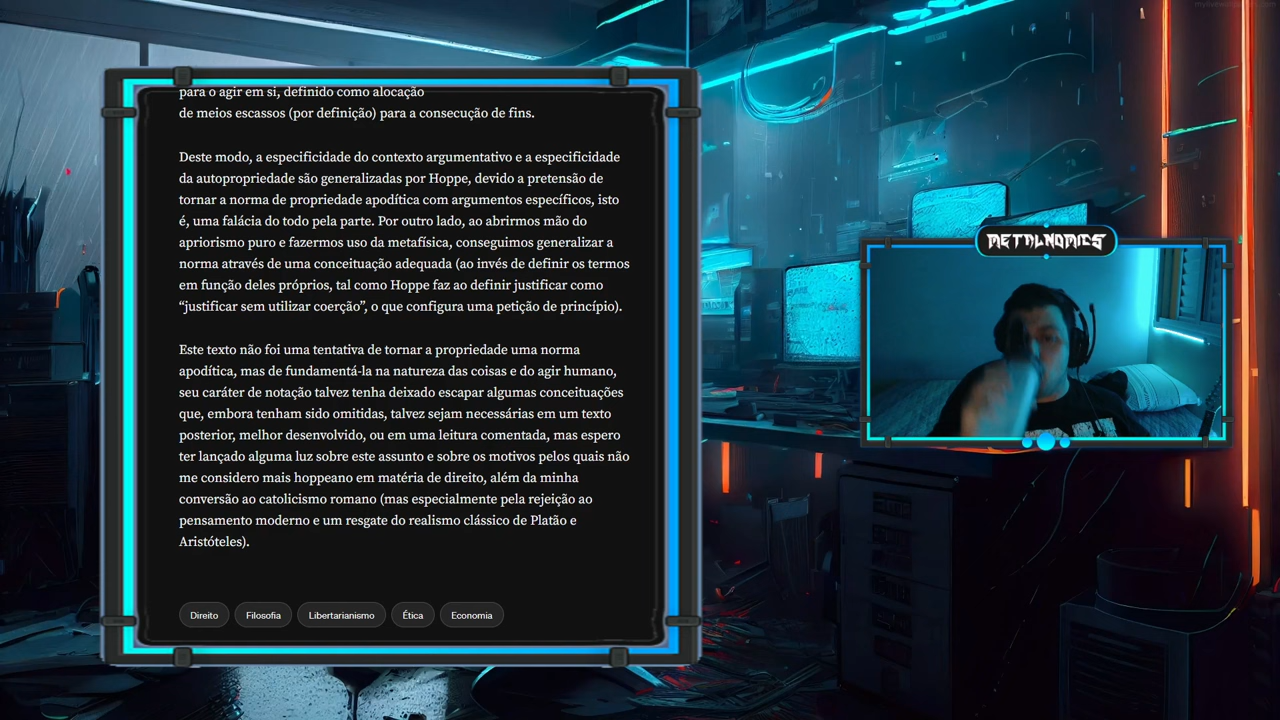 para o agir em si, definido como alocação
de meios escassos (por definição) para a consecução de fins.
Deste modo, a especificidade do contexto argumentativo e a especificidade
da autopropriedade são generalizadas por Hoppe, devido a pretensão de
tornar a norma de propriedade apodítica com argumentos específicos, isto
é, uma falácia do todo pela parte. Por outro lado, ao abrirmos mão do
apriorismo puro e fazermos uso da metafísica, conseguimos generalizar a
norma através de uma conceituação adequada (ao invés de definir os termos
em função deles próprios, tal como Hoppe faz ao definir justificar como
“justificar sem utilizar coerção”, o que configura uma petição de princípio).
Este texto não foi uma tentativa de tornar a propriedade uma norma
apodítica, mas de fundamentá-la na natureza das coisas e do agir humano,
seu caráter de notação talvez tenha deixado escapar algumas conceituações
que, embora tenham sido omitidas, talvez sejam necessárias em um texto
posterior, melhor desenvolvido, ou em uma leitura comentada, mas espero
ter lançado alguma luz sobre este assunto e sobre os motivos pelos quais não
me considero mais hoppeano em matéria de direito, além da minha
conversão ao catolicismo romano (mas especialmente pela rejeição ao
pensamento moderno e um resgate do realismo clássico de Platão e
Aristóteles).
Direito
Filosofia
Libertarianismo
Ética
Economia
METALNOMICS